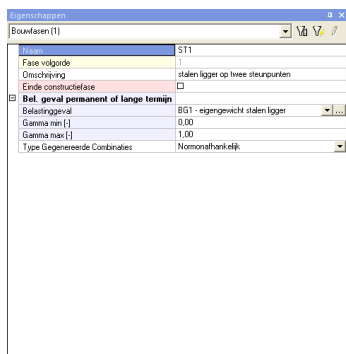 Eigenschappen
Bouwfasen (1)
Naam ST1
Fase volgorde 1
Omschrijving stalen ligger op twee steunpunten
Einde constructiefase
Bel. geval permanent of lange termijn
Belastinggeval BG1 - eigengewicht stalen ligger ...
Gamma min [-] 0,00
Gamma max [-] 1,00
Type Gegenereerde Combinaties Normonafhankelijk